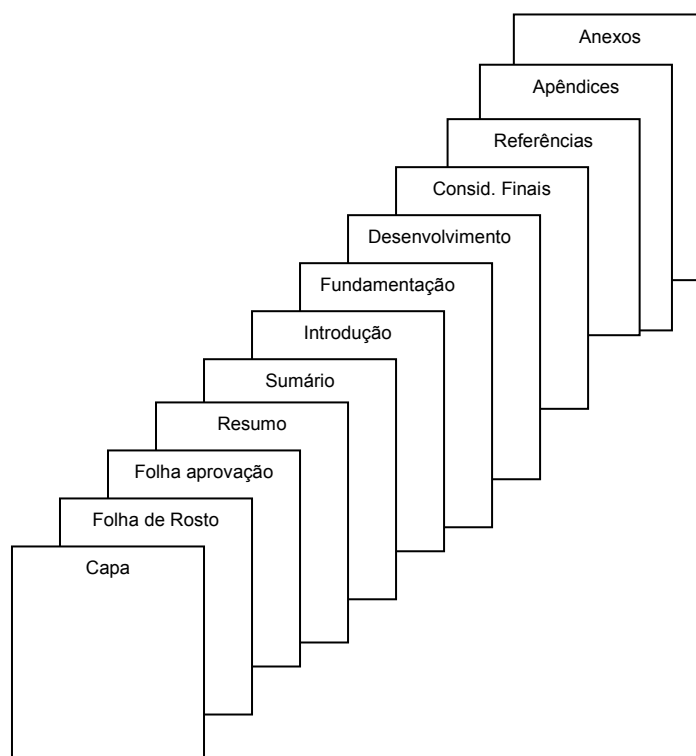 Anexos
Apêndices
Referências
Consid. Finais
Desenvolvimento
Fundamentação
Introdução
Sumário
Resumo
Folha aprovação
Folha de Rosto
Capa